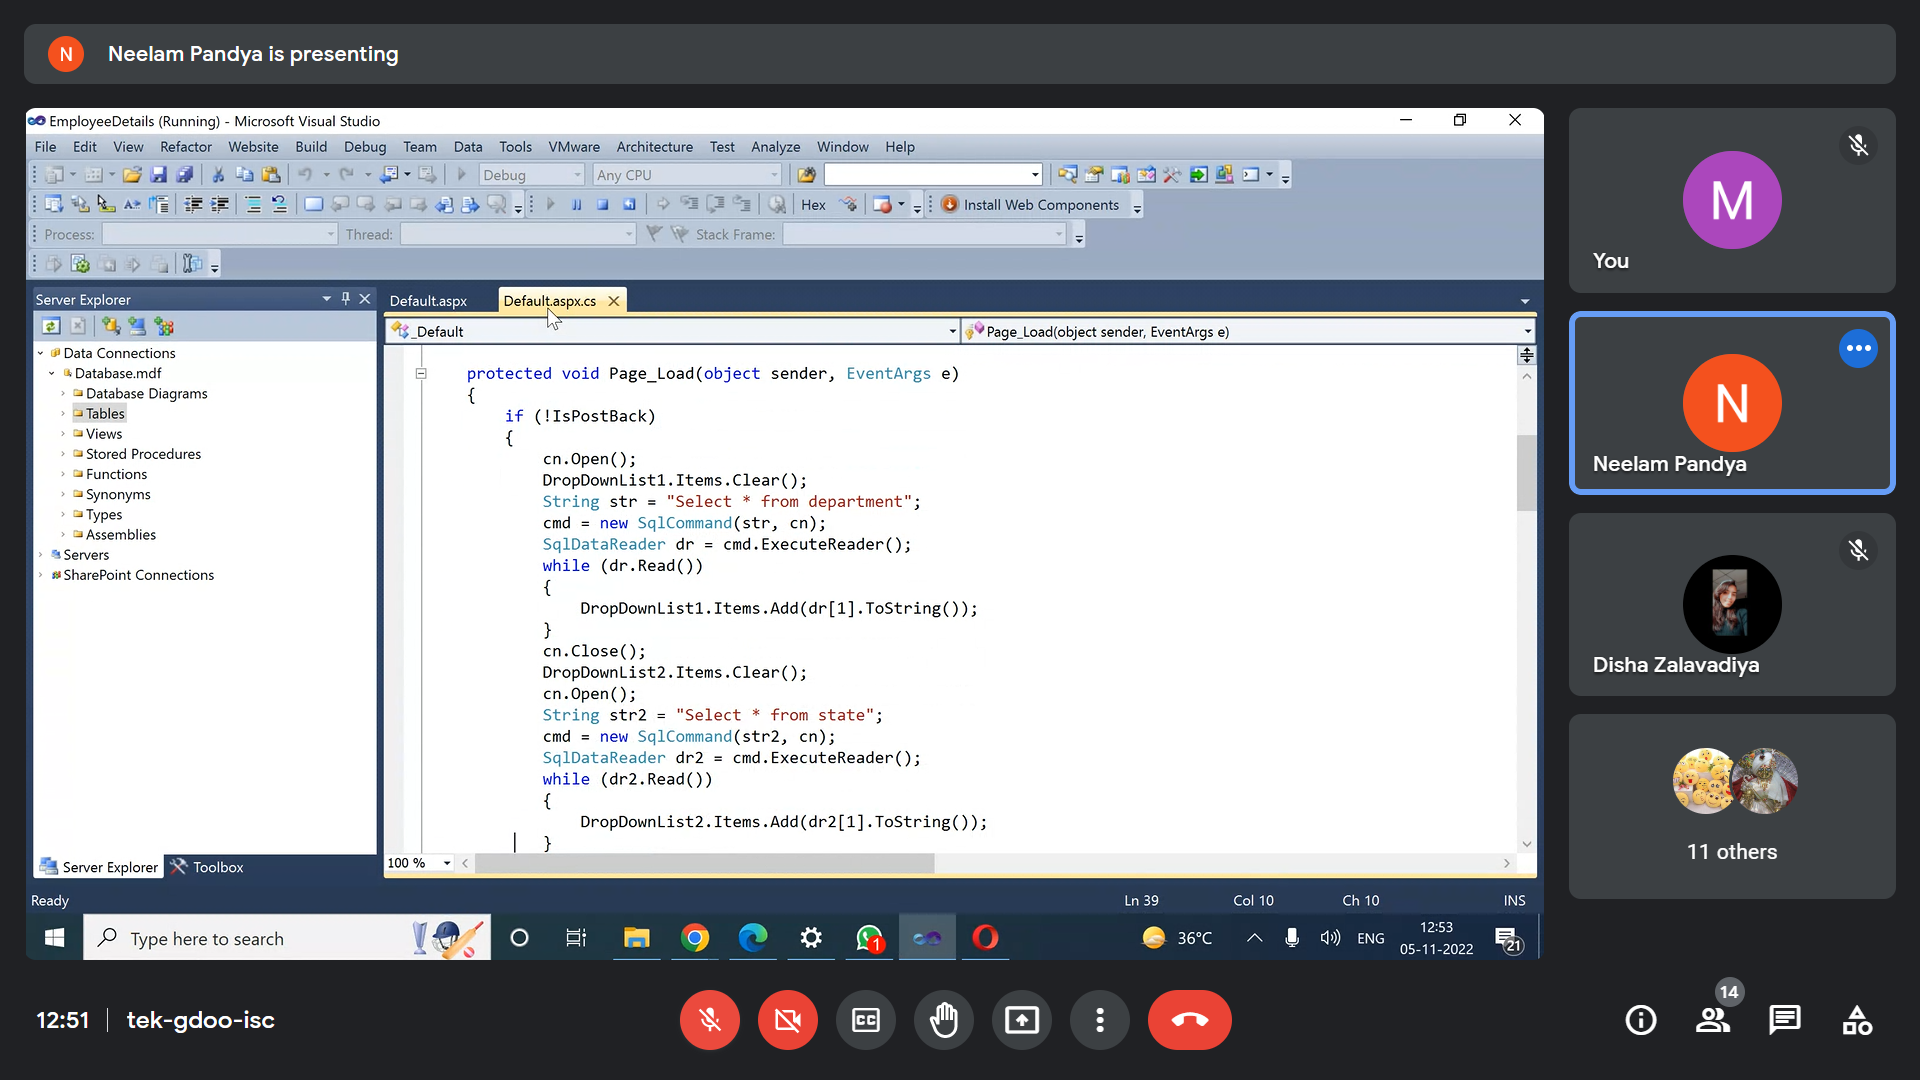 N
Neelam Pandya is presenting
EmployeeDetails (Running) - Microsoft Visual Studio
File Edit View Refactor Website Build Debug Team Data Tools VMware Architecture Test Analyze Window Help
Debug Any CPU
Hex Install Web Components
Process: Thread: Stack Frame:
Server Explorer
Data Connections
Database.mdf
Database Diagrams
Tables
Views
Stored Procedures
Functions
Synonyms
Types
Assemblies
Servers
SharePoint Connections
Server Explorer Toolbox
Default.aspx Default.aspx.cs
_Default Page_Load(object sender, EventArgs e)
protected void Page_Load(object sender, EventArgs e)
{
if (!IsPostBack)
{
cn.Open();
DropDownList1.Items.Clear();
String str = "Select * from department";
cmd = new SqlCommand(str, cn);
SqlDataReader dr = cmd.ExecuteReader();
while (dr.Read())
{
DropDownList1.Items.Add(dr[1].ToString());
}
cn.Close();
DropDownList2.Items.Clear();
cn.Open();
String str2 = "Select * from state";
cmd = new SqlCommand(str2, cn);
SqlDataReader dr2 = cmd.ExecuteReader();
while (dr2.Read())
{
DropDownList2.Items.Add(dr2[1].ToString());
}
100 %
Ready Ln 39 Col 10 Ch 10 INS
Type here to search
1
36°C
ENG
12:53
05-11-2022
21
M
You
N
Neelam Pandya
Disha Zalavadiya
11 others
12:51 tek-gdoo-isc
CC
14